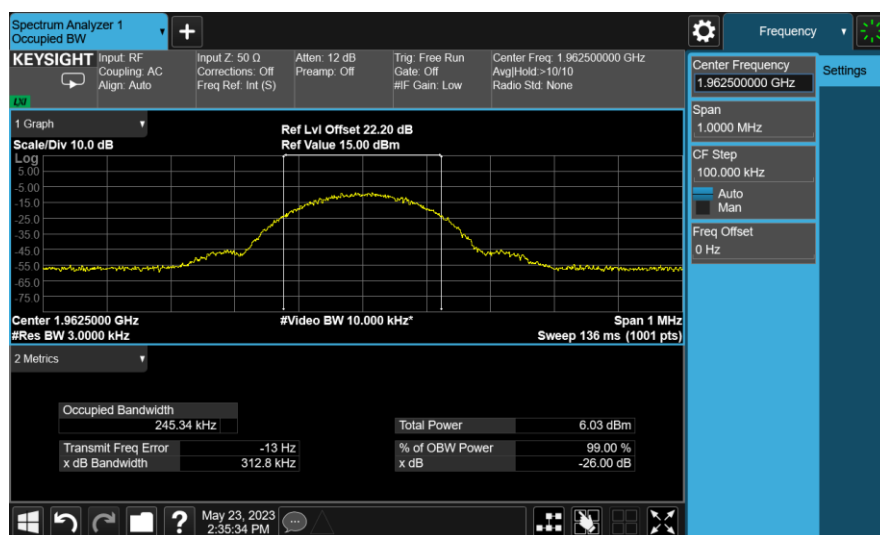 Spectrum Analyzer 1
Occupied BW
+
Frequency
KEYSIGHT
Input: RF
Coupling: AC
Align: Auto
Input Z: 50 Ω
Corrections: Off
Freq Ref: Int (S)
Atten: 12 dB
Preamp: Off
Trig: Free Run
Gate: Off
#IF Gain: Low
Center Freq: 1.962500000 GHz
Avg|Hold:>10/10
Radio Std: None
LXI
Center Frequency
1.962500000 GHz
Settings
Span
1.0000 MHz
CF Step
100.000 kHz
Auto
Man
Freq Offset
0 Hz
1 Graph
Scale/Div 10.0 dB
Ref Lvl Offset 22.20 dB
Ref Value 15.00 dBm
Log
5.00
-5.00
-15.0
-25.0
-35.0
-45.0
-55.0
-65.0
-75.0
Center 1.9625000 GHz
#Res BW 3.0000 kHz
#Video BW 10.000 kHz*
Span 1 MHz
Sweep 136 ms (1001 pts)
2 Metrics
Occupied Bandwidth
245.34 kHz
Total Power 6.03 dBm
Transmit Freq Error -13 Hz
% of OBW Power 99.00 %
x dB Bandwidth 312.8 kHz
x dB -26.00 dB
?
May 23, 2023
2:35:34 PM